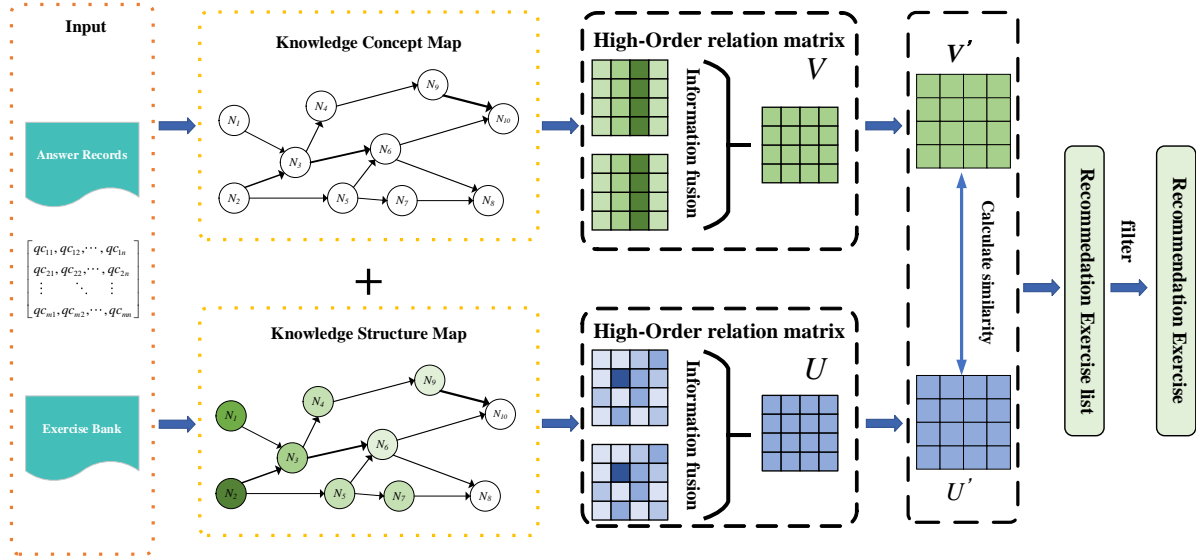 Input
Answer Records
qc₁₁, qc₁₂, ⋯, qc₁ₙ
qc₂₁, qc₂₂, ⋯, qc₂ₙ
⋮ ⋱ ⋮
qcₘ₁, qcₘ₂, ⋯, qcₘₙ
Exercise Bank
Knowledge Concept Map
N₁
N₂
N₃
N₄
N₅
N₆
N₇
N₈
N₉
N₁₀
+
Knowledge Structure Map
N₁
N₂
N₃
N₄
N₅
N₆
N₇
N₈
N₉
N₁₀
High-Order relation matrix
Information fusion
V
High-Order relation matrix
Information fusion
U
V'
Calculate similarity
U'
Recommedation Exercise list
filter
Recommendation Exercise